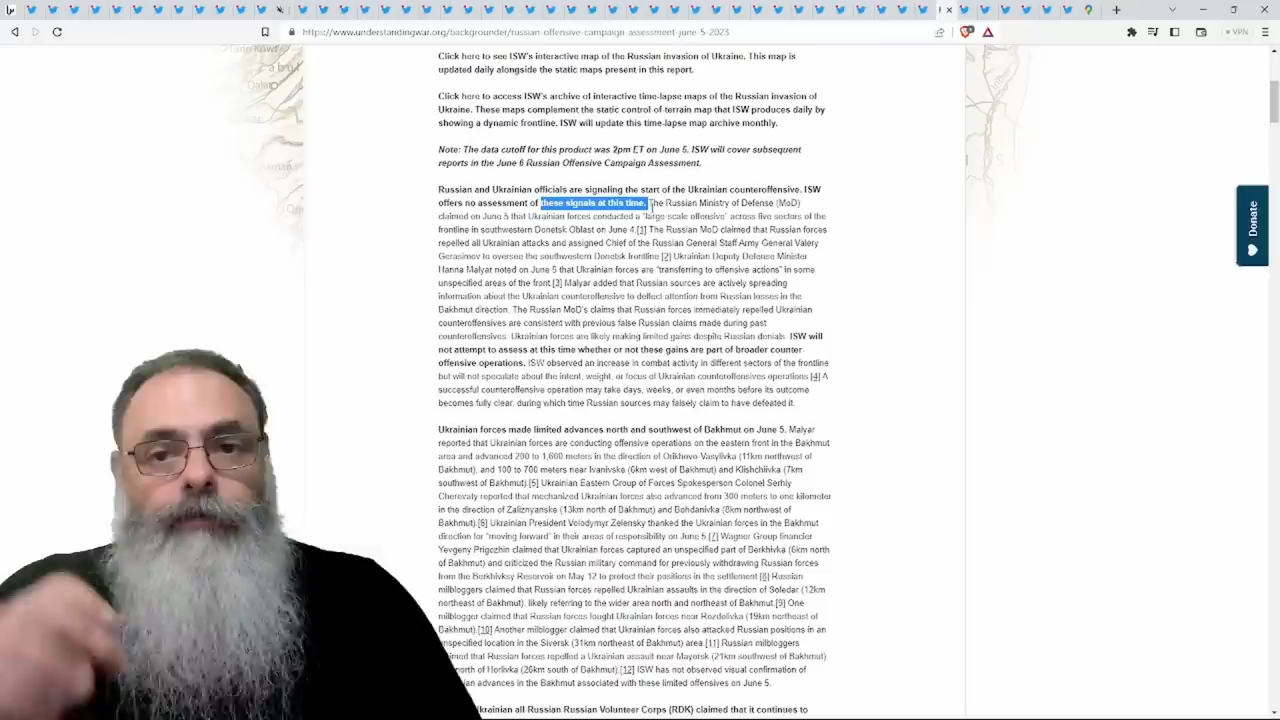 https://www.understandingwar.org/backgrounder/russian-offensive-campaign-assessment-june-5-2023
VPN
Click here to see ISW's interactive map of the Russian invasion of Ukraine. This map is
updated daily alongside the static maps present in this report.
Click here to access ISW's archive of interactive time-lapse maps of the Russian invasion of
Ukraine. These maps complement the static control of terrain map that ISW produces daily by
showing a dynamic frontline. ISW will update this time-lapse map archive monthly.
Note: The data cutoff for this product was 2pm ET on June 5. ISW will cover subsequent
reports in the June 6 Russian Offensive Campaign Assessment.
Russian and Ukrainian officials are signaling the start of the Ukrainian counteroffensive. ISW
offers no assessment of these signals at this time. The Russian Ministry of Defense (MoD)
claimed on June 5 that Ukrainian forces conducted a "large-scale offensive" across five sectors of the
frontline in southwestern Donetsk Oblast on June 4.[1] The Russian MoD claimed that Russian forces
repelled all Ukrainian attacks and assigned Chief of the Russian General Staff Army General Valery
Gerasimov to oversee the southwestern Donetsk frontline.[2] Ukrainian Deputy Defense Minister
Hanna Malyar noted on June 5 that Ukrainian forces are "transferring to offensive actions" in some
unspecified areas of the front.[3] Malyar added that Russian sources are actively spreading
information about the Ukrainian counteroffensive to deflect attention from Russian losses in the
Bakhmut direction. The Russian MoD's claims that Russian forces immediately repelled Ukrainian
counteroffensives are consistent with previous false Russian claims made during past
counteroffensives. Ukrainian forces are likely making limited gains despite Russian denials. ISW will
not attempt to assess at this time whether or not these gains are part of broader counter-
offensive operations. ISW observed an increase in combat activity in different sectors of the frontline
but will not speculate about the intent, weight, or focus of Ukrainian counteroffensives operations.[4] A
successful counteroffensive operation may take days, weeks, or even months before its outcome
becomes fully clear, during which time Russian sources may falsely claim to have defeated it.
Ukrainian forces made limited advances north and southwest of Bakhmut on June 5. Malyar
reported that Ukrainian forces are conducting offensive operations on the eastern front in the Bakhmut
area and advanced 200 to 1,600 meters in the direction of Orikhovo-Vasylivka (11km northwest of
Bakhmut), and 100 to 700 meters near Ivanivske (6km west of Bakhmut) and Klishchiivka (7km
southwest of Bakhmut).[5] Ukrainian Eastern Group of Forces Spokesperson Colonel Serhiy
Cherevaty reported that mechanized Ukrainian forces also advanced from 300 meters to one kilometer
in the direction of Zaliznyanske (13km north of Bakhmut) and Bohdanivka (8km northwest of
Bakhmut).[6] Ukrainian President Volodymyr Zelensky thanked the Ukrainian forces in the Bakhmut
direction for "moving forward" in their areas of responsibility on June 5.[7] Wagner Group financier
Yevgeny Prigozhin claimed that Ukrainian forces captured an unspecified part of Berkhivka (6km north
of Bakhmut) and criticized the Russian military command for previously withdrawing Russian forces
from the Berkhivksy Reservoir on May 12 to protect their positions in the settlement.[8] Russian
milbloggers claimed that Russian forces repelled Ukrainian assaults in the direction of Soledar (12km
northeast of Bakhmut), likely referring to the wider area north and northeast of Bakhmut.[9] One
milblogger claimed that Russian forces fought Ukrainian forces near Rozdolivka (19km northeast of
Bakhmut).[10] Another milblogger claimed that Ukrainian forces also attacked Russian positions in an
nspecified location in the Siversk (31km northeast of Bakhmut) area.[11] Russian milbloggers
imed that Russian forces repelled a Ukrainian assault near Mayorsk (21km southwest of Bakhmut)
north of Horlivka (26km south of Bakhmut).[12] ISW has not observed visual confirmation of
ian advances in the Bakhmut associated with these limited offensives on June 5.
krainian all Russian Russian Volunteer Corps (RDK) claimed that it continues to
Donate